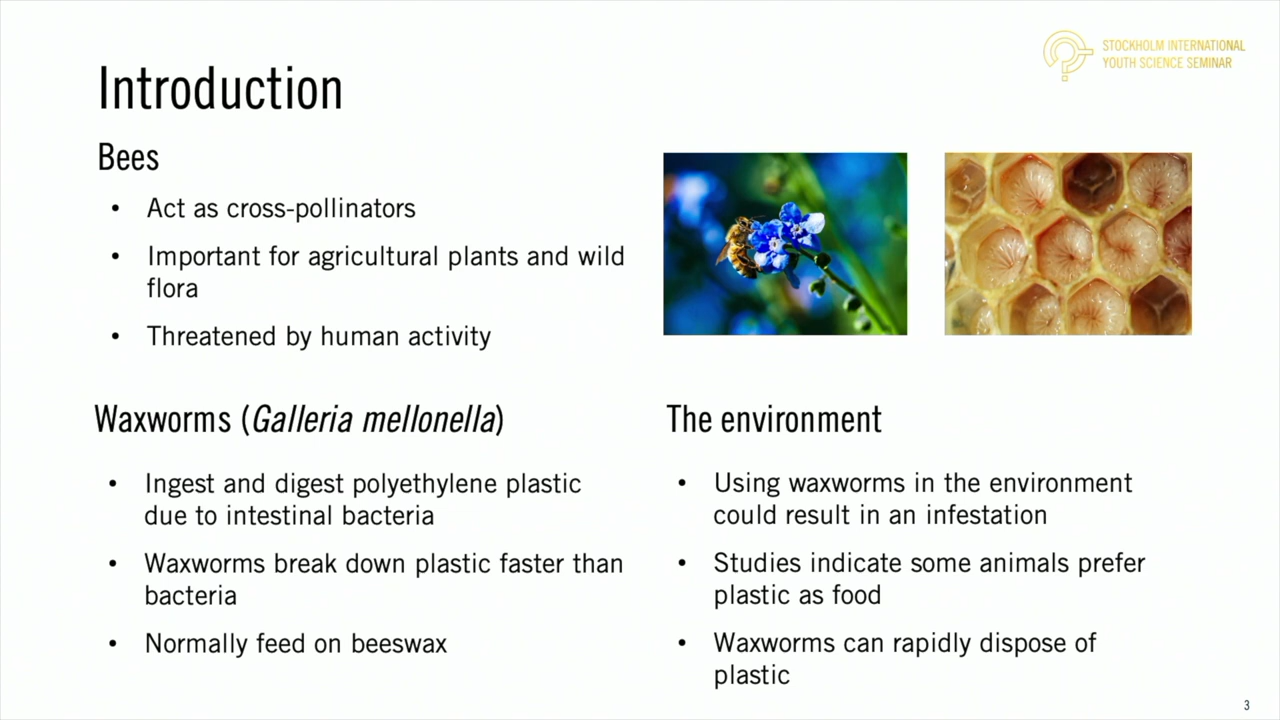 STOCKHOLM INTERNATIONAL
YOUTH SCIENCE SEMINAR
Introduction
Bees
• Act as cross-pollinators
• Important for agricultural plants and wild
flora
• Threatened by human activity
Waxworms (Galleria mellonella)
• Ingest and digest polyethylene plastic
due to intestinal bacteria
• Waxworms break down plastic faster than
bacteria
• Normally feed on beeswax
The environment
• Using waxworms in the environment
could result in an infestation
• Studies indicate some animals prefer
plastic as food
• Waxworms can rapidly dispose of
plastic
3